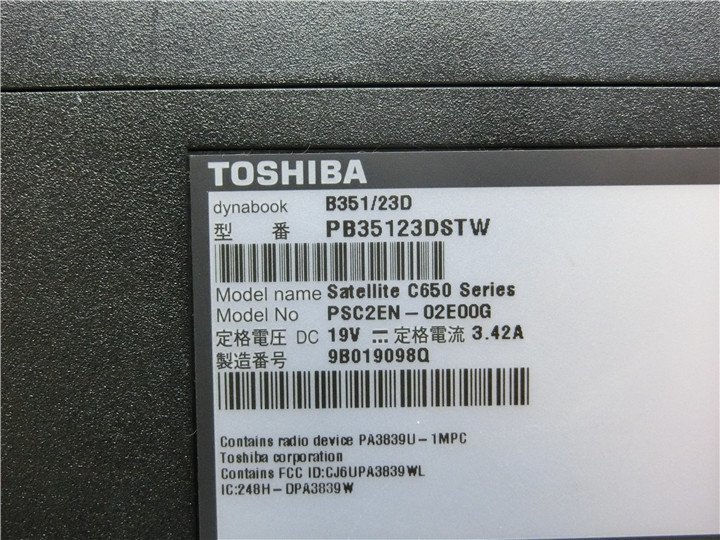 TOSHIBA
dynabook B351/23D
型 番 PB35123DSTW
Model name Satellite C650 Series
Model No PSC2EN-02E00G
定格電圧 DC 19V ⎓ 定格電流 3.42A
製造番号 9B019098Q
Contains radio device PA3839U-1MPC
Toshiba corporation
Contains FCC ID:CJ6UPA3839WL
IC:248H-DPA3839W